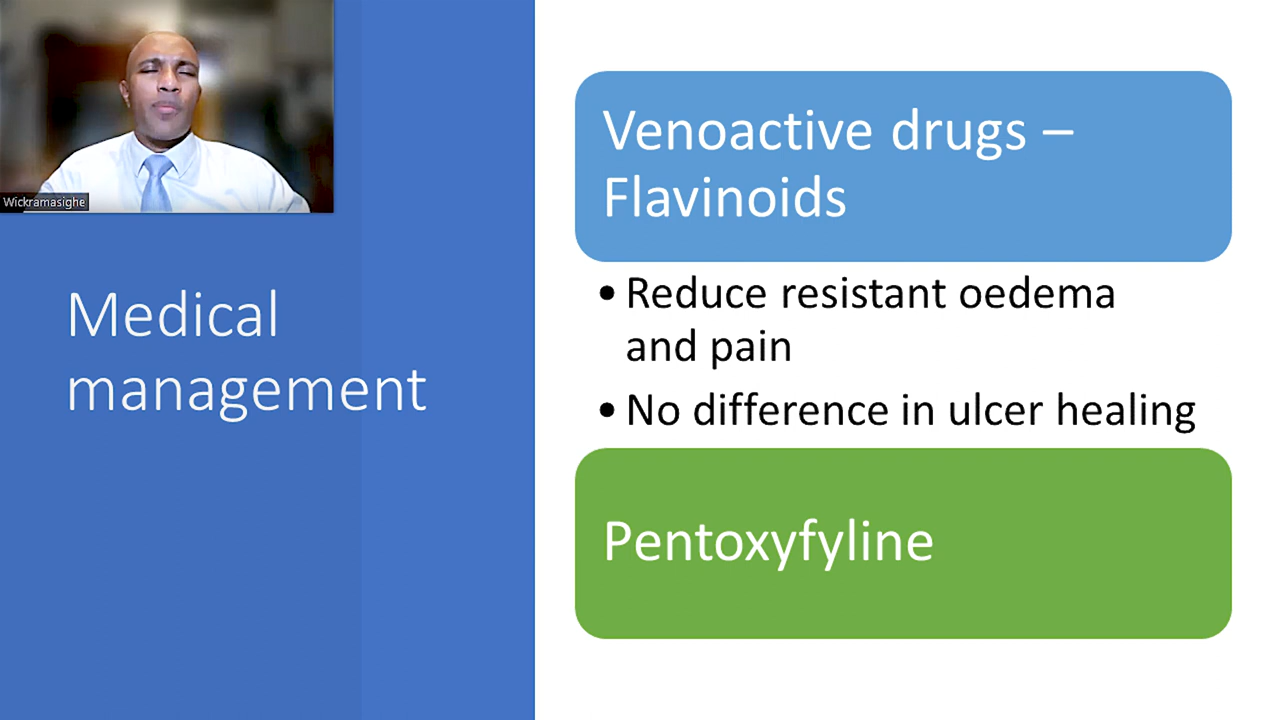 Wickramasighe
Medical
management
Venoactive drugs –
Flavinoids
• Reduce resistant oedema
and pain
• No difference in ulcer healing
Pentoxyfyline